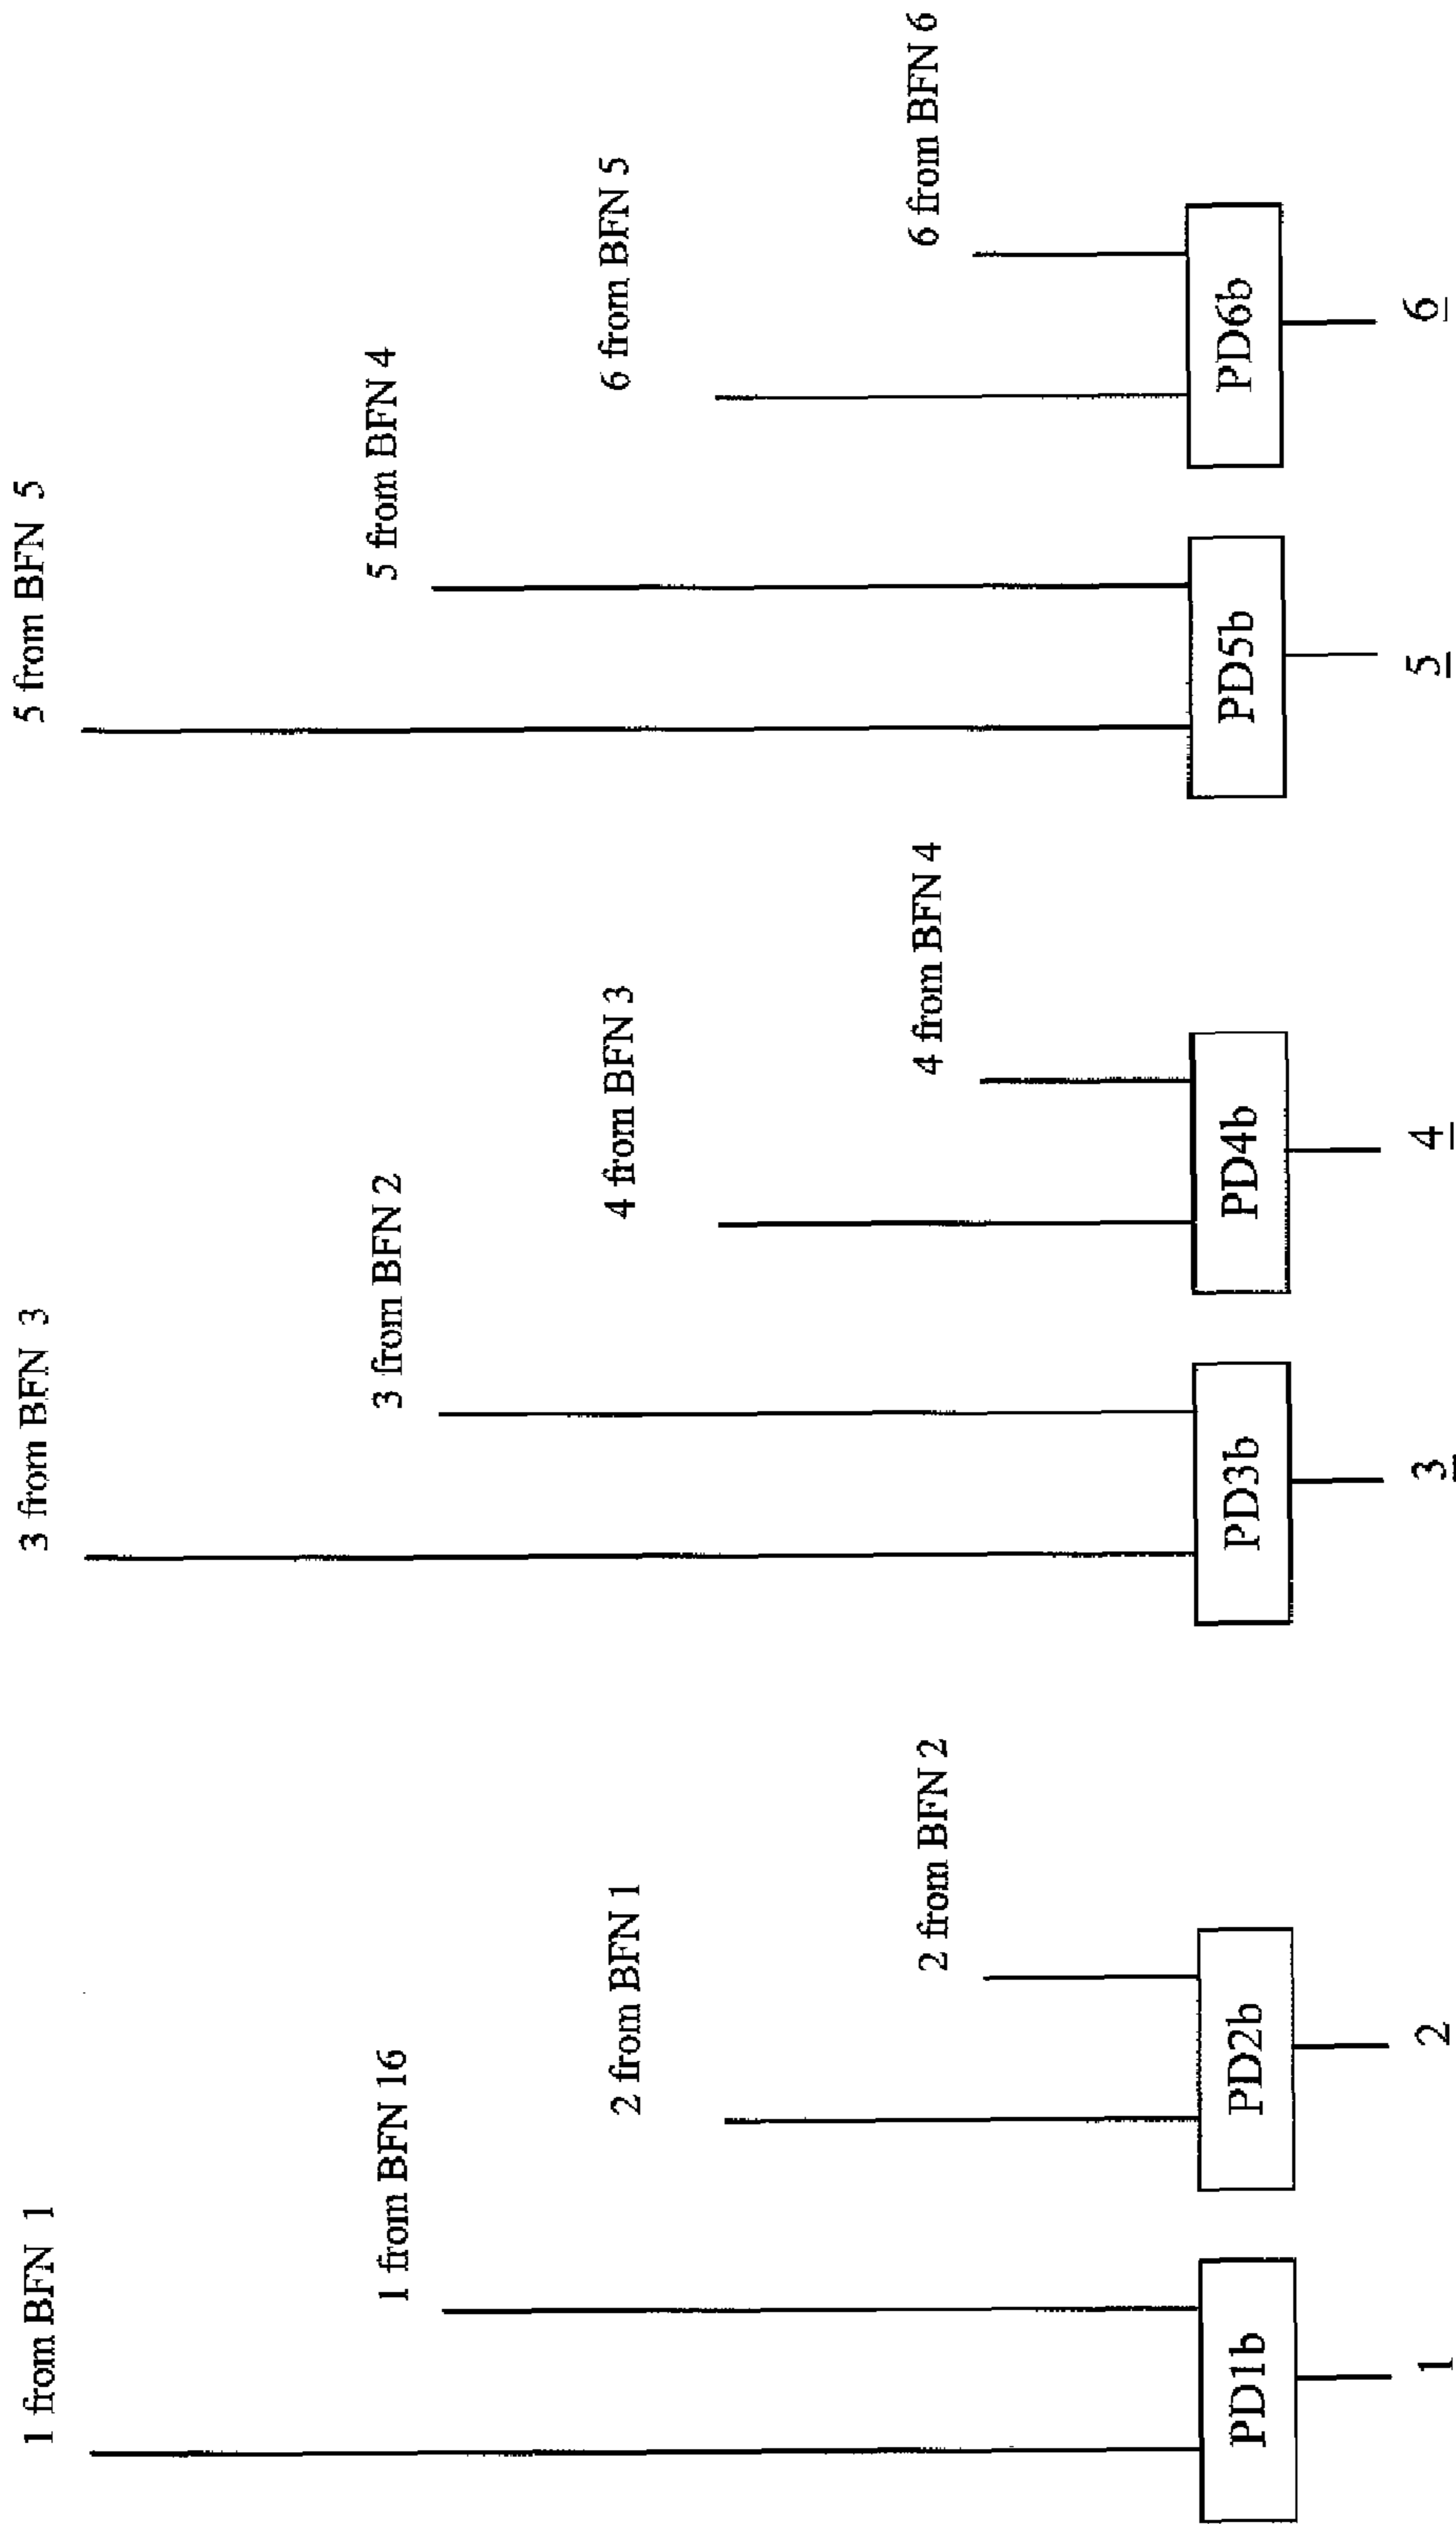 1 from BFN 1
3 from BFN 3
5 from BFN 5
1 from BFN 16
3 from BFN 2
5 from BFN 4
2 from BFN 1
4 from BFN 3
6 from BFN 5
2 from BFN 2
4 from BFN 4
6 from BFN 6
PD1b
PD2b
PD3b
PD4b
PD5b
PD6b
1
2
3
4
5
6